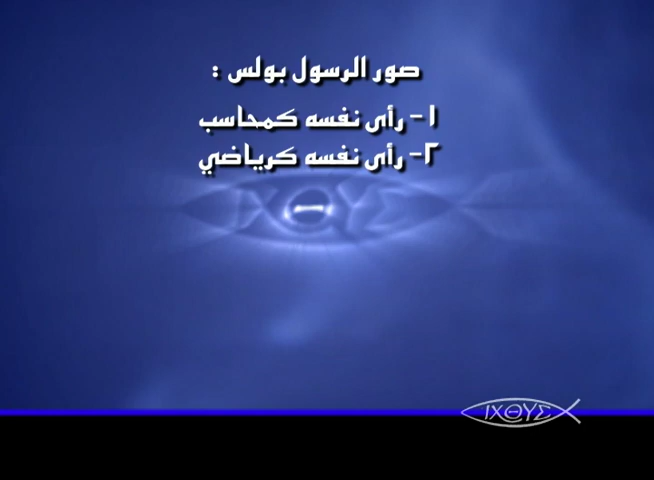 صور الرسول بولس :
١- رأى نفسه كمحاسب
٢- رأى نفسه كرياضي
ΙΧΘΥΣ